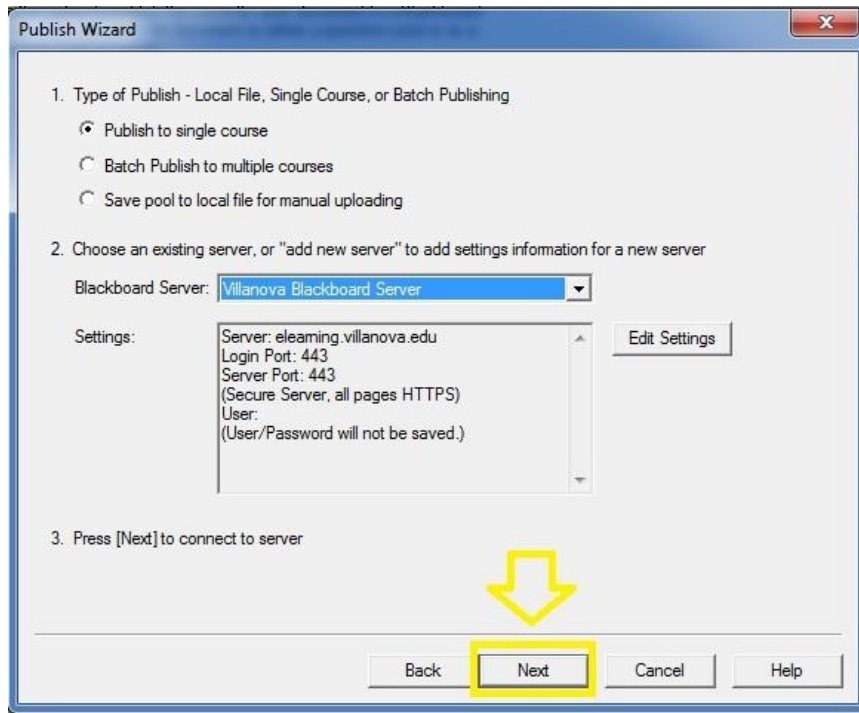 Publish Wizard
1. Type of Publish - Local File, Single Course, or Batch Publishing
Publish to single course
Batch Publish to multiple courses
Save pool to local file for manual uploading
2. Choose an existing server, or "add new server" to add settings information for a new server
Blackboard Server: Villanova Blackboard Server
Settings:
Server: elearning.villanova.edu
Edit Settings
Login Port: 443
Server Port: 443
(Secure Server, all pages HTTPS)
User:
(User/Password will not be saved.)
3. Press [Next] to connect to server
Back Next Cancel Help